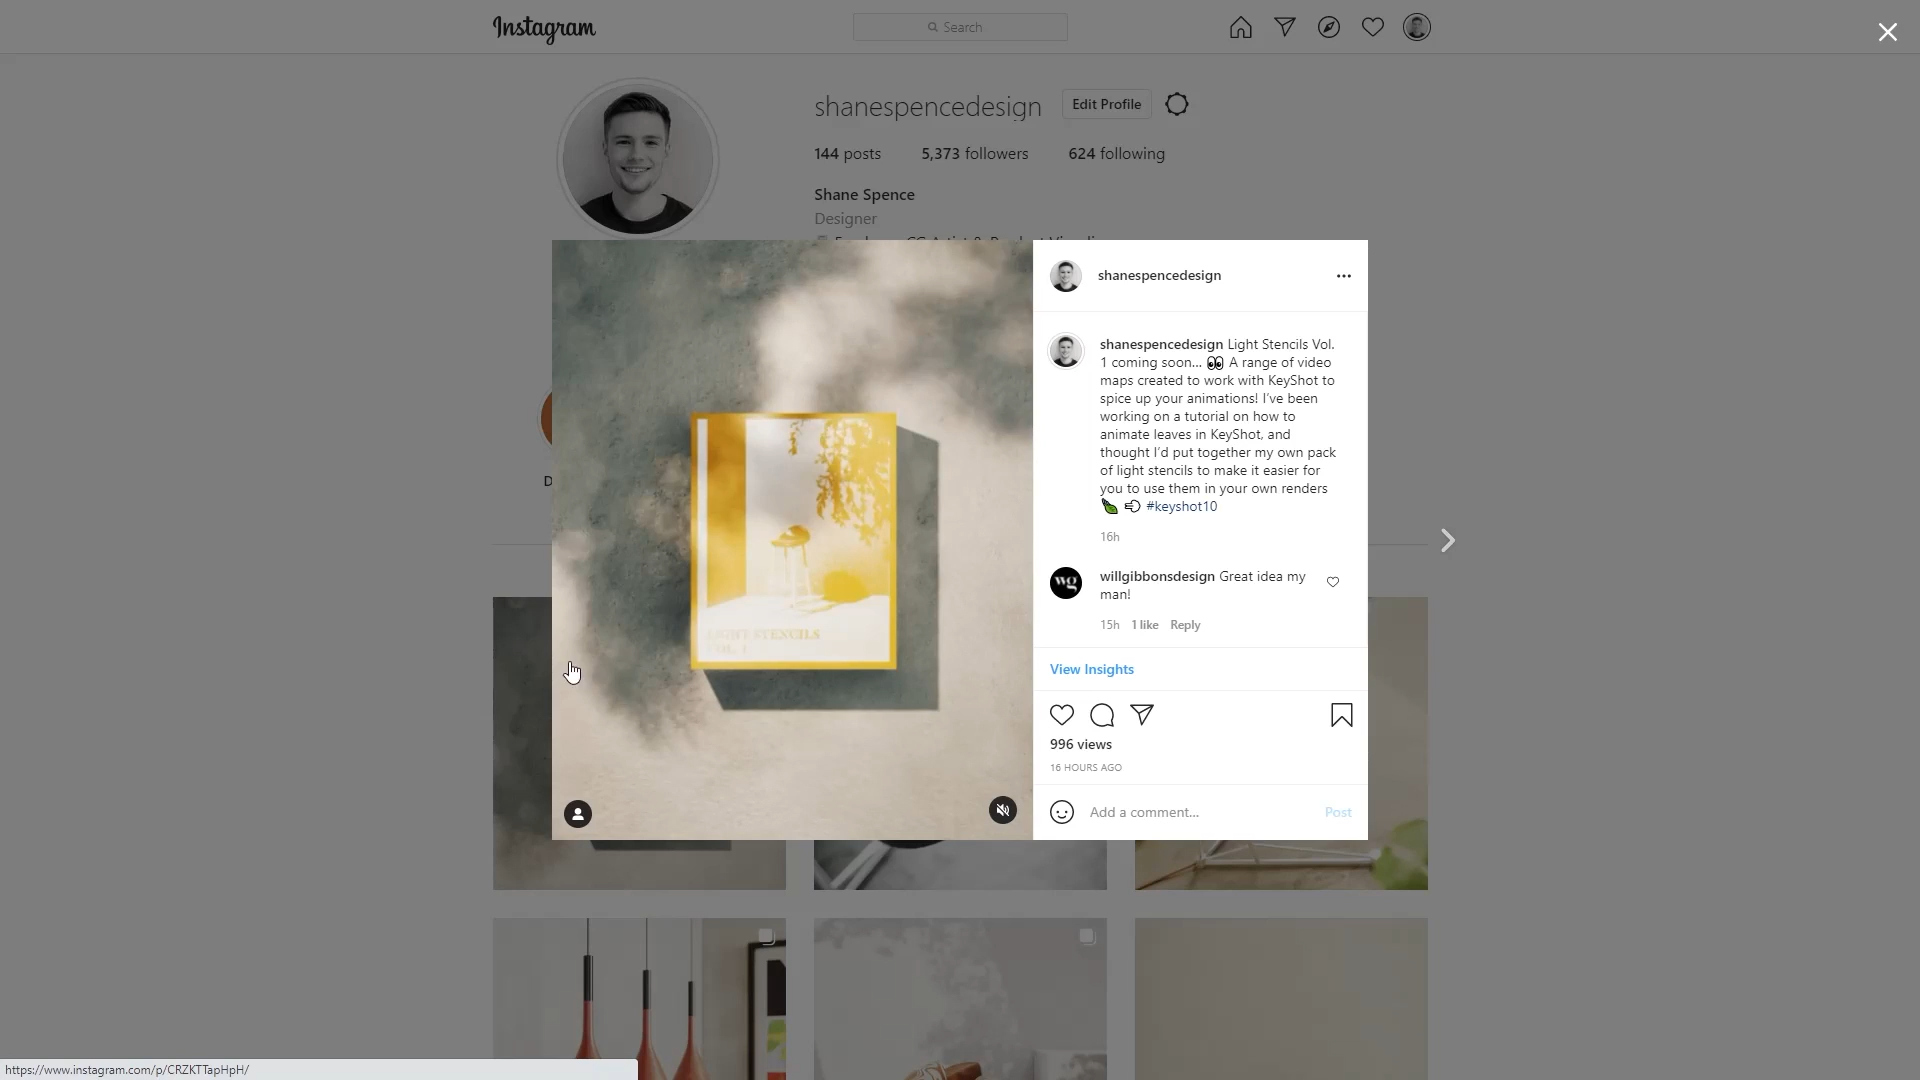 Instagram
Search
shanespencedesign
Edit Profile
144 posts
5,373 followers
624 following
Shane Spence
Designer
shanespencedesign
shanespencedesign Light Stencils Vol.
1 coming soon... 👀 A range of video
maps created to work with KeyShot to
spice up your animations! I've been
working on a tutorial on how to
animate leaves in KeyShot, and
thought I'd put together my own pack
of light stencils to make it easier for
you to use them in your own renders
#keyshot10
16h
wg
willgibbonsdesign Great idea my
man!
15h 1 like Reply
View Insights
996 views
16 HOURS AGO
Add a comment...
Post
LIGHT STENCILS
VOL. 1
https://www.instagram.com/p/CRZKTTapHpH/